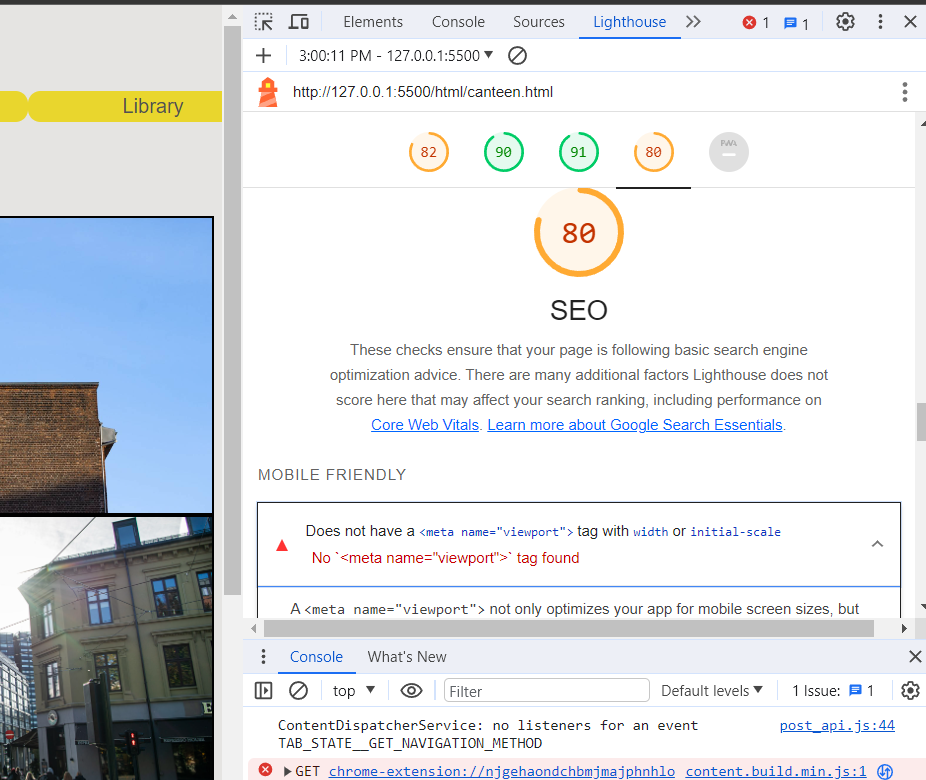 Library
Elements Console Sources Lighthouse 1 1
3:00:11 PM - 127.0.0.1:5500
http://127.0.0.1:5500/html/canteen.html
82 90 91 80 PWA
80
SEO
These checks ensure that your page is following basic search engine
optimization advice. There are many additional factors Lighthouse does not
score here that may affect your search ranking, including performance on
Core Web Vitals. Learn more about Google Search Essentials.
MOBILE FRIENDLY
Does not have a <meta name="viewport"> tag with width or initial-scale
No `<meta name="viewport">` tag found
A <meta name="viewport"> not only optimizes your app for mobile screen sizes, but
Console What's New
top Filter Default levels 1 Issue: 1
ContentDispatcherService: no listeners for an event post_api.js:44
TAB_STATE__GET_NAVIGATION_METHOD
GET chrome-extension://njgehaondchbmjmajphnhlo content.build.min.js:1